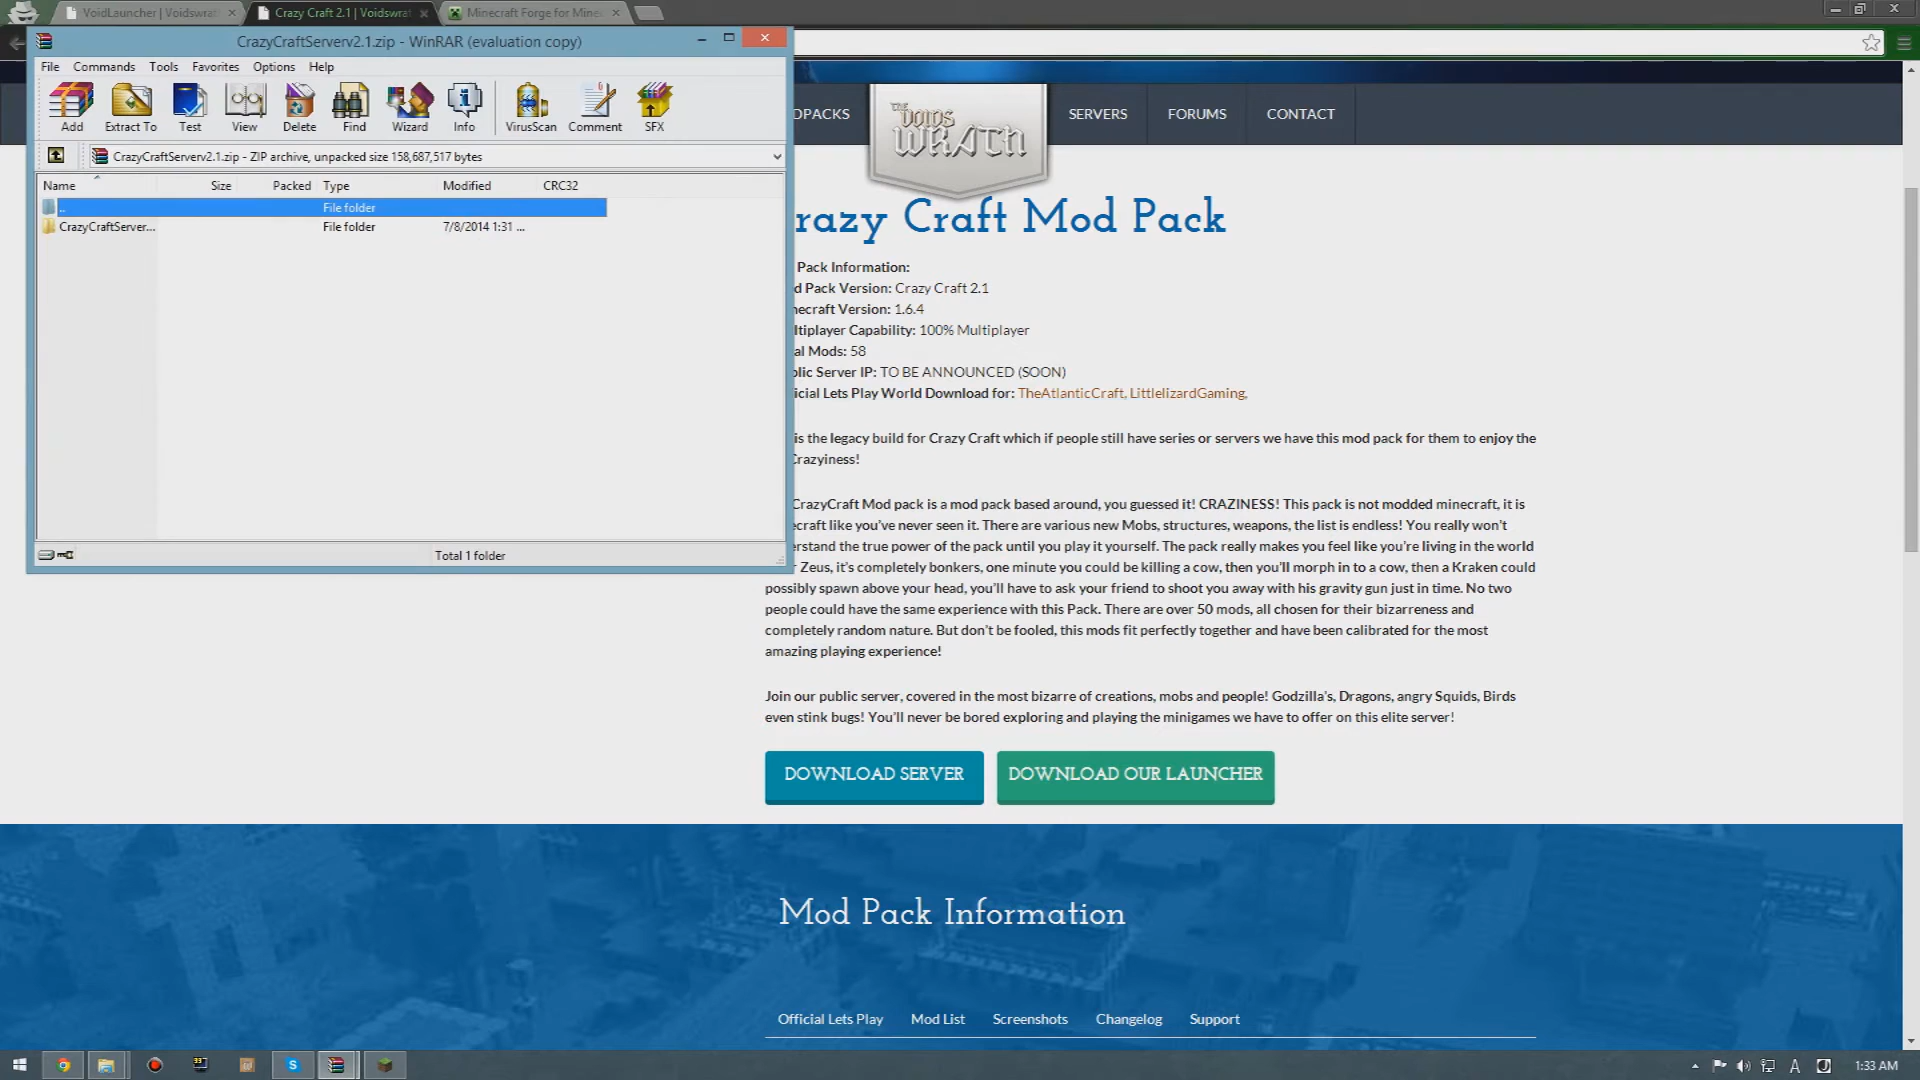 VoidLauncher | Voidswrat
Crazy Craft 2.1 | Voidswrat
Minecraft Forge for Mine
CrazyCraftServerv2.1.zip - WinRAR (evaluation copy)
File Commands Tools Favorites Options Help
Add Extract To Test View Delete Find Wizard Info VirusScan Comment SFX
CrazyCraftServerv2.1.zip - ZIP archive, unpacked size 158,687,517 bytes
Name Size Packed Type Modified CRC32
.. File folder
CrazyCraftServer... File folder 7/8/2014 1:31 ...
Total 1 folder
DPACKS
THE VOIDS WRATH
SERVERS FORUMS CONTACT
razy Craft Mod Pack
Pack Information:
d Pack Version: Crazy Craft 2.1
necraft Version: 1.6.4
ltiplayer Capability: 100% Multiplayer
al Mods: 58
blic Server IP: TO BE ANNOUNCED (SOON)
icial Lets Play World Download for: TheAtlanticCraft, LittlelizardGaming,
is the legacy build for Crazy Craft which if people still have series or servers we have this mod pack for them to enjoy the
Crazyiness!
CrazyCraft Mod pack is a mod pack based around, you guessed it! CRAZINESS! This pack is not modded minecraft, it is
ecraft like you've never seen it. There are various new Mobs, structures, weapons, the list is endless! You really won't
erstand the true power of the pack until you play it yourself. The pack really makes you feel like you're living in the world
r Zeus, it's completely bonkers, one minute you could be killing a cow, then you'll morph in to a cow, then a Kraken could
possibly spawn above your head, you'll have to ask your friend to shoot you away with his gravity gun just in time. No two
people could have the same experience with this Pack. There are over 50 mods, all chosen for their bizarreness and
completely random nature. But don't be fooled, this mods fit perfectly together and have been calibrated for the most
amazing playing experience!
Join our public server, covered in the most bizarre of creations, mobs and people! Godzilla's, Dragons, angry Squids, Birds
even stink bugs! You'll never be bored exploring and playing the minigames we have to offer on this elite server!
DOWNLOAD SERVER DOWNLOAD OUR LAUNCHER
Mod Pack Information
Official Lets Play Mod List Screenshots Changelog Support
1:33 AM